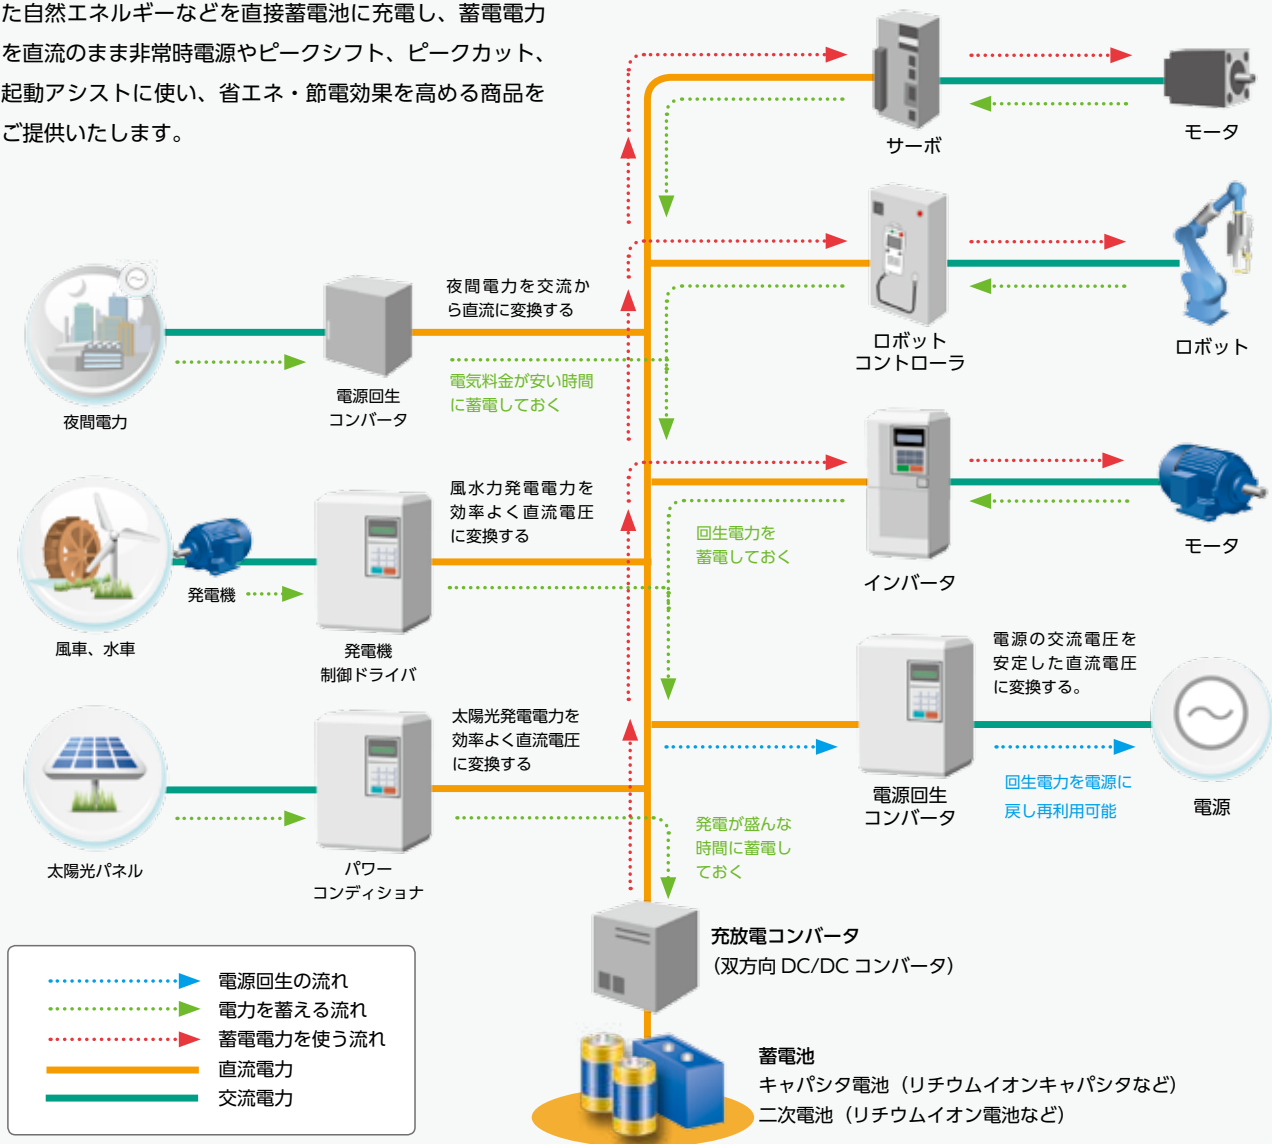 た自然エネルギーなどを直接蓄電池に充電し、蓄電電力
を直流のまま非常時電源やピークシフト、ピークカット、
起動アシストに使い、省エネ・節電効果を高める商品を
ご提供いたします。
サーボ
モータ
ロボット
コントローラ
ロボット
夜間電力を交流か
ら直流に変換する
電気料金が安い時間
に蓄電しておく
夜間電力
電源回生
コンバータ
風水力発電電力を
効率よく直流電圧
に変換する
回生電力を
蓄電しておく
インバータ
モータ
発電機
風車、水車
発電機
制御ドライバ
電源の交流電圧を
安定した直流電圧
に変換する。
太陽光発電電力を
効率よく直流電圧
に変換する
回生電力を電源に
戻し再利用可能
電源回生
コンバータ
電源
発電が盛んな
時間に蓄電し
ておく
太陽光パネル
パワー
コンディショナ
充放電コンバータ
（双方向 DC/DC コンバータ）
電源回生の流れ
電力を蓄える流れ
蓄電電力を使う流れ
直流電力
交流電力
蓄電池
キャパシタ電池（リチウムイオンキャパシタなど）
二次電池（リチウムイオン電池など）